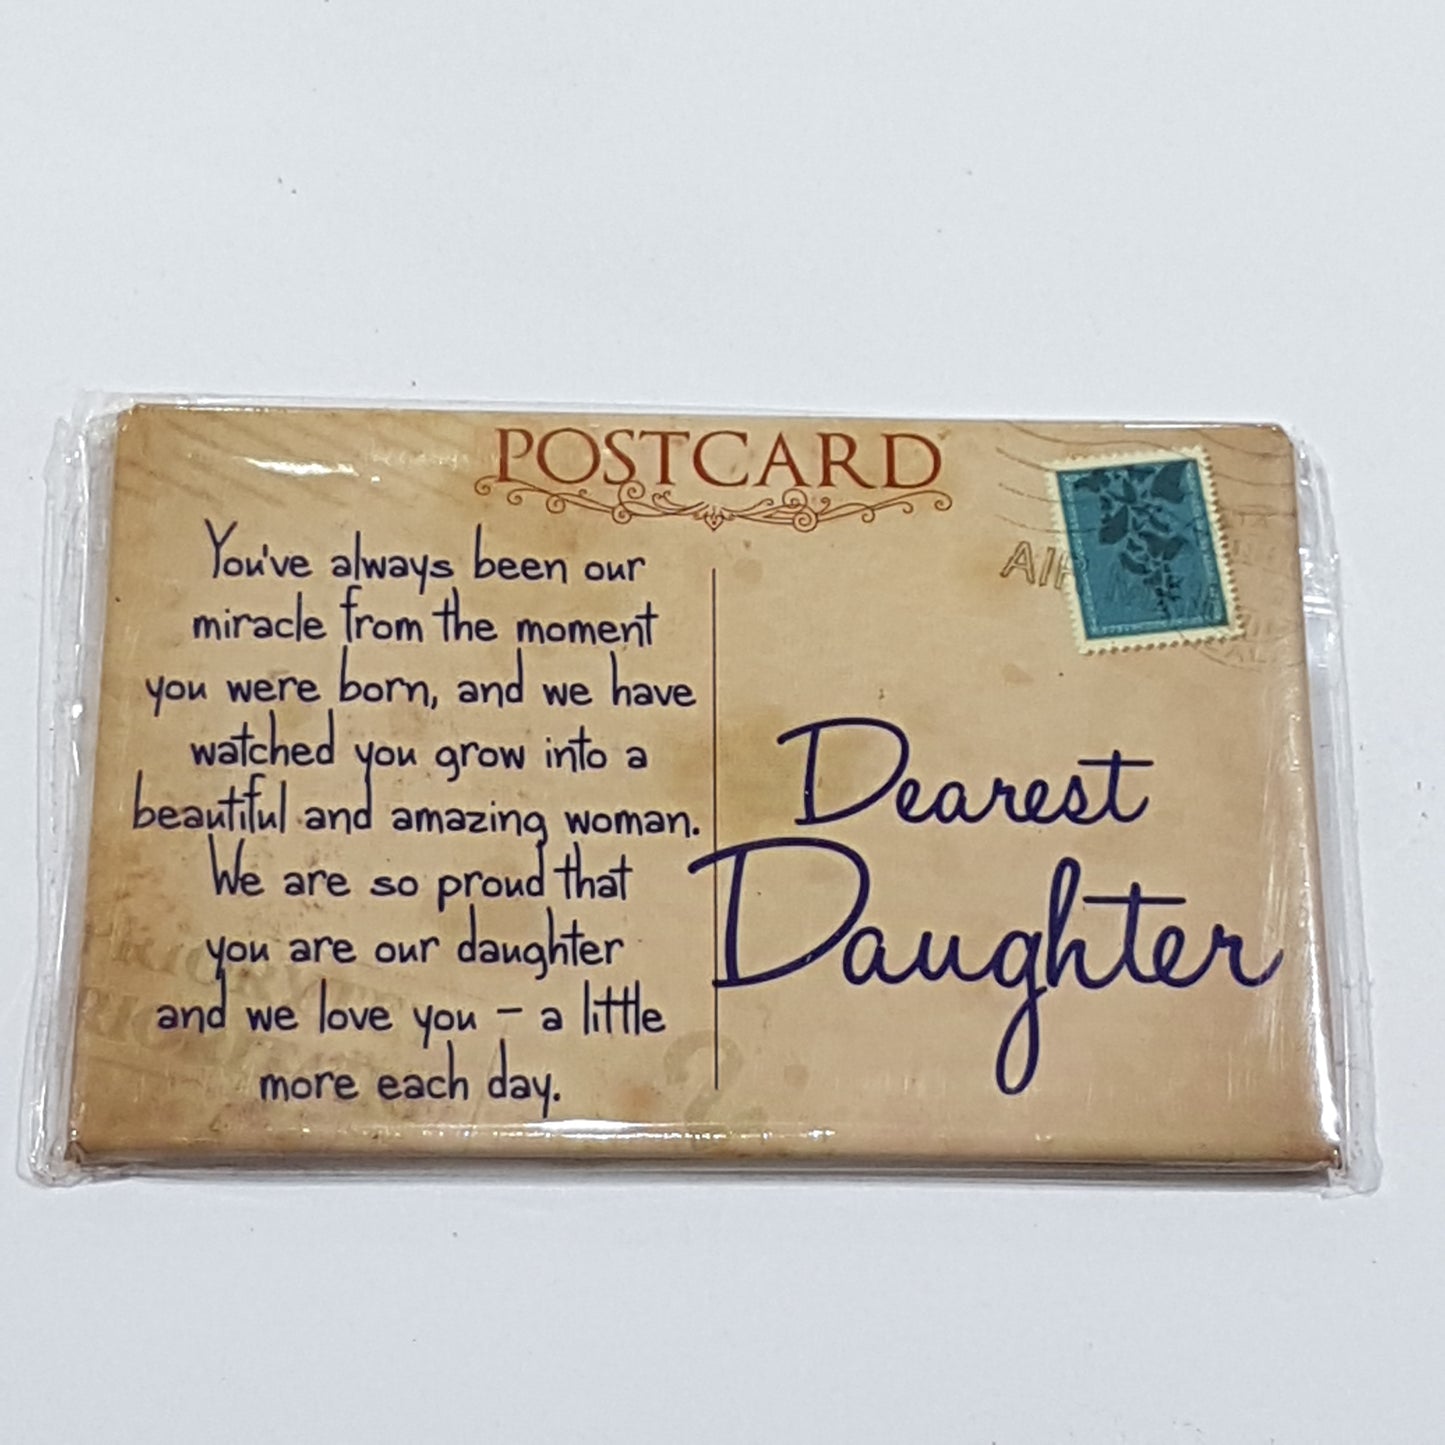 POSTCARD
You've always been our
miracle from the moment
you were born, and we have
watched you grow into a
beautiful and amazing woman.
We are so proud that
you are our daughter
and we love you – a little
more each day.
Dearest
Daughter